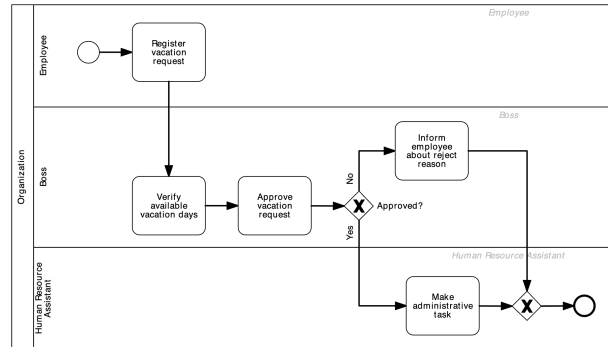 Organization
Employee
Employee
Register
vacation
request
Boss
Boss
Verify
available
vacation days
Approve
vacation
request
Approved?
No
Yes
Inform
employee
about reject
reason
Human Resource
Assistant
Human Resource Assistant
Make
administrative
task